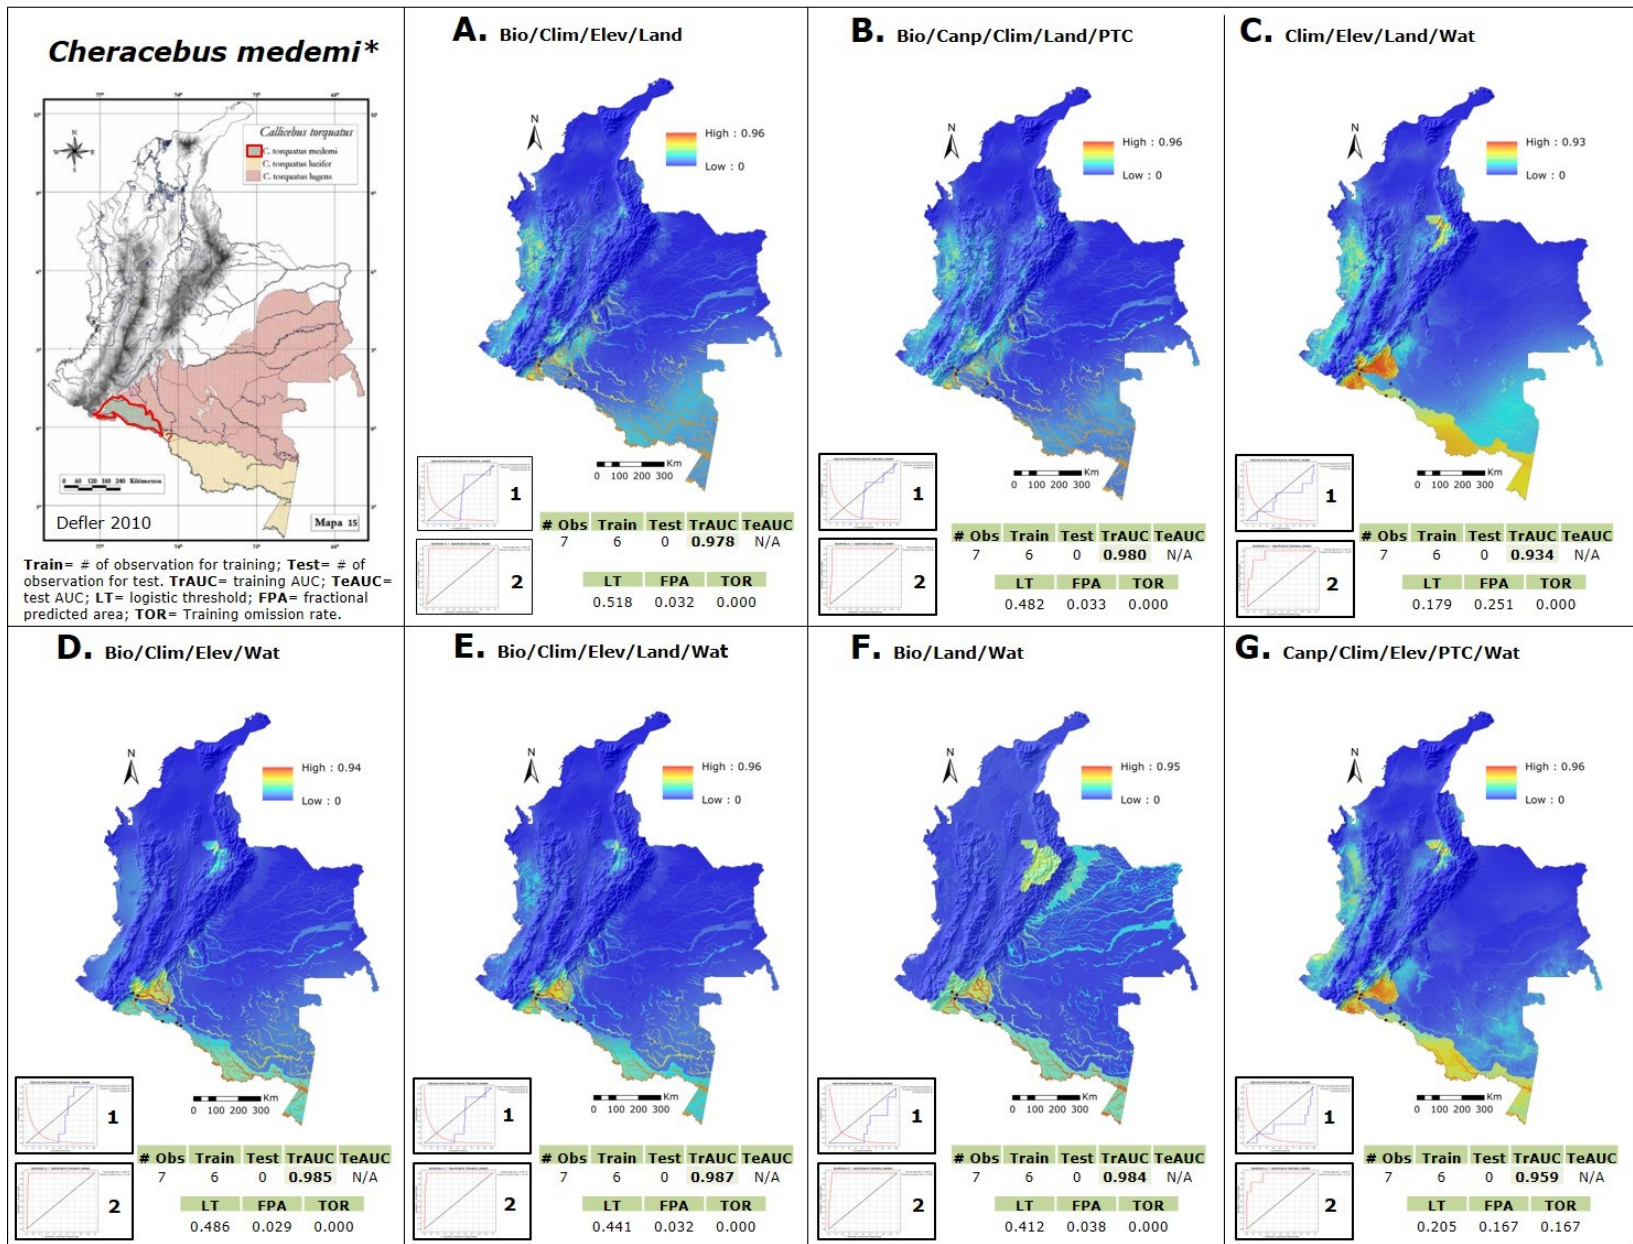 Cheracebus medemi*
Callicebus torquatus
C. torquatus medemi
C. torquatus lucifer
C. torquatus lugens
N
W
E
S
0 60 120 180 240 Kilómetros
Defler 2010
Mapa 15
Train= # of observation for training; Test= # of
observation for test. TrAUC= training AUC; TeAUC=
test AUC; LT= logistic threshold; FPA= fractional
predicted area; TOR= Training omission rate.
A. Bio/Clim/Elev/Land
N
High : 0.96
Low : 0
Km
0 100 200 300
1
2
# Obs Train Test TrAUC TeAUC
7 6 0 0.978 N/A
LT FPA TOR
0.518 0.032 0.000
B. Bio/Canp/Clim/Land/PTC
N
High : 0.96
Low : 0
Km
0 100 200 300
1
2
# Obs Train Test TrAUC TeAUC
7 6 0 0.980 N/A
LT FPA TOR
0.482 0.033 0.000
C. Clim/Elev/Land/Wat
N
High : 0.93
Low : 0
Km
0 100 200 300
1
2
# Obs Train Test TrAUC TeAUC
7 6 0 0.934 N/A
LT FPA TOR
0.179 0.251 0.000
D. Bio/Clim/Elev/Wat
N
High : 0.94
Low : 0
Km
0 100 200 300
1
2
# Obs Train Test TrAUC TeAUC
7 6 0 0.985 N/A
LT FPA TOR
0.486 0.029 0.000
E. Bio/Clim/Elev/Land/Wat
N
High : 0.96
Low : 0
Km
0 100 200 300
1
2
# Obs Train Test TrAUC TeAUC
7 6 0 0.987 N/A
LT FPA TOR
0.441 0.032 0.000
F. Bio/Land/Wat
N
High : 0.95
Low : 0
Km
0 100 200 300
1
2
# Obs Train Test TrAUC TeAUC
7 6 0 0.984 N/A
LT FPA TOR
0.412 0.038 0.000
G. Canp/Clim/Elev/PTC/Wat
N
High : 0.96
Low : 0
Km
0 100 200 300
1
2
# Obs Train Test TrAUC TeAUC
7 6 0 0.959 N/A
LT FPA TOR
0.205 0.167 0.167